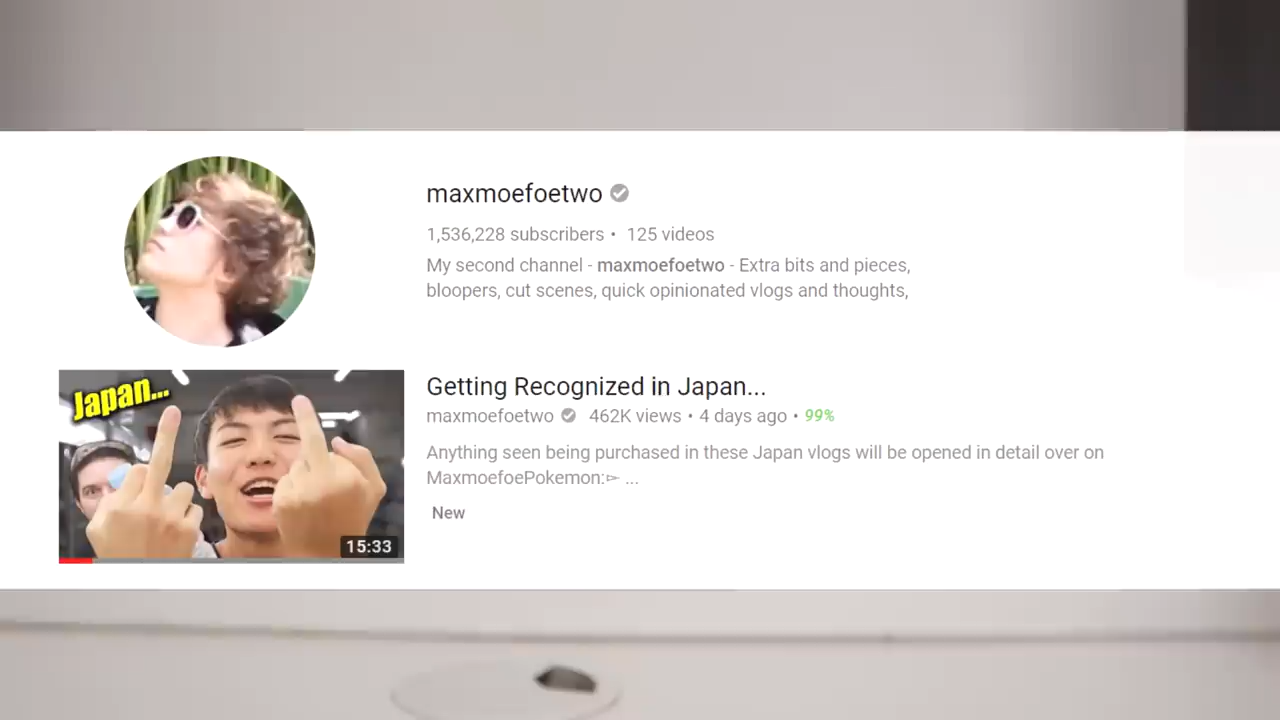 maxmoefoetwo
1,536,228 subscribers • 125 videos
My second channel - maxmoefoetwo - Extra bits and pieces,
bloopers, cut scenes, quick opinionated vlogs and thoughts,
Japan...
15:33
Getting Recognized in Japan...
maxmoefoetwo 462K views • 4 days ago • 99%
Anything seen being purchased in these Japan vlogs will be opened in detail over on
MaxmoefoePokemon:▻ ...
New